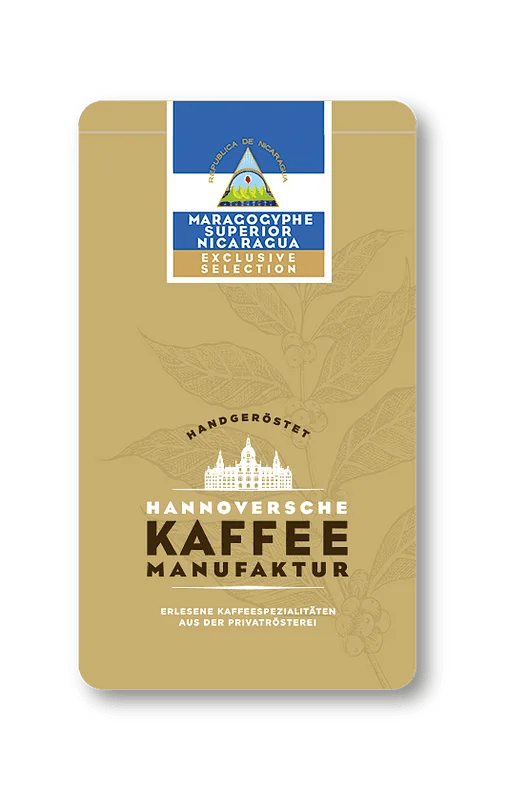 REPUBLICA DE NICARAGUA
MARAGOGYPHE
SUPERIOR
NICARAGUA
EXCLUSIVE
SELECTION
HANDGERÖSTET
HANNOVERSCHE
KAFFEE
MANUFAKTUR
ERLESENE KAFFEESPEZIALITÄTEN
AUS DER PRIVATRÖSTEREI